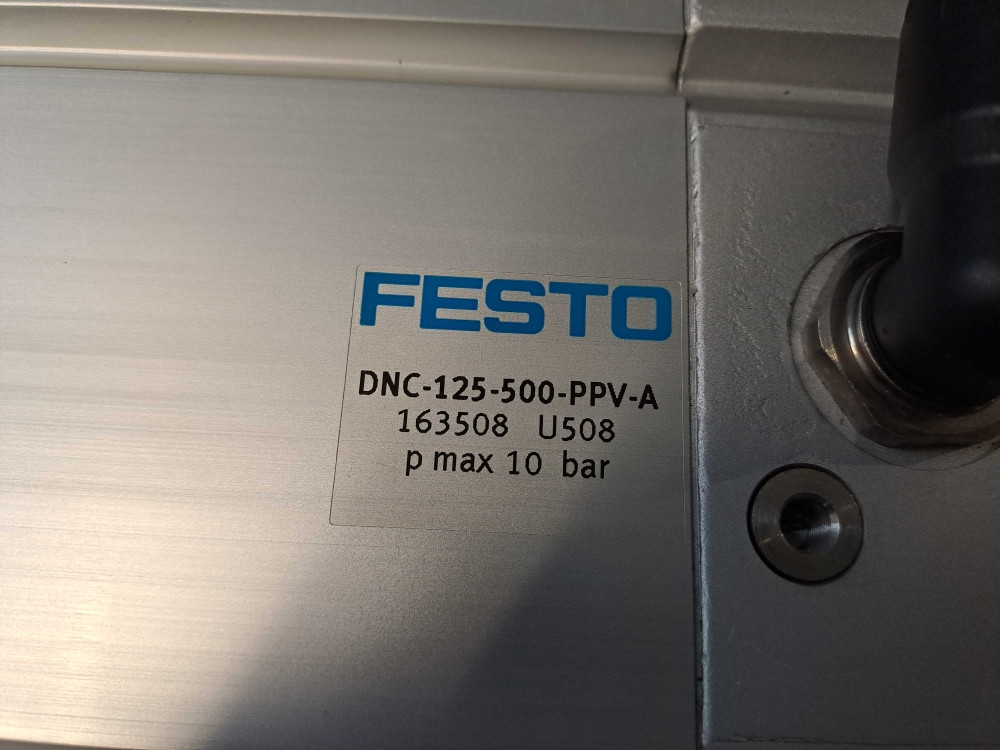 FESTO
DNC-125-500-PPV-A
163508 U508
p max 10 bar